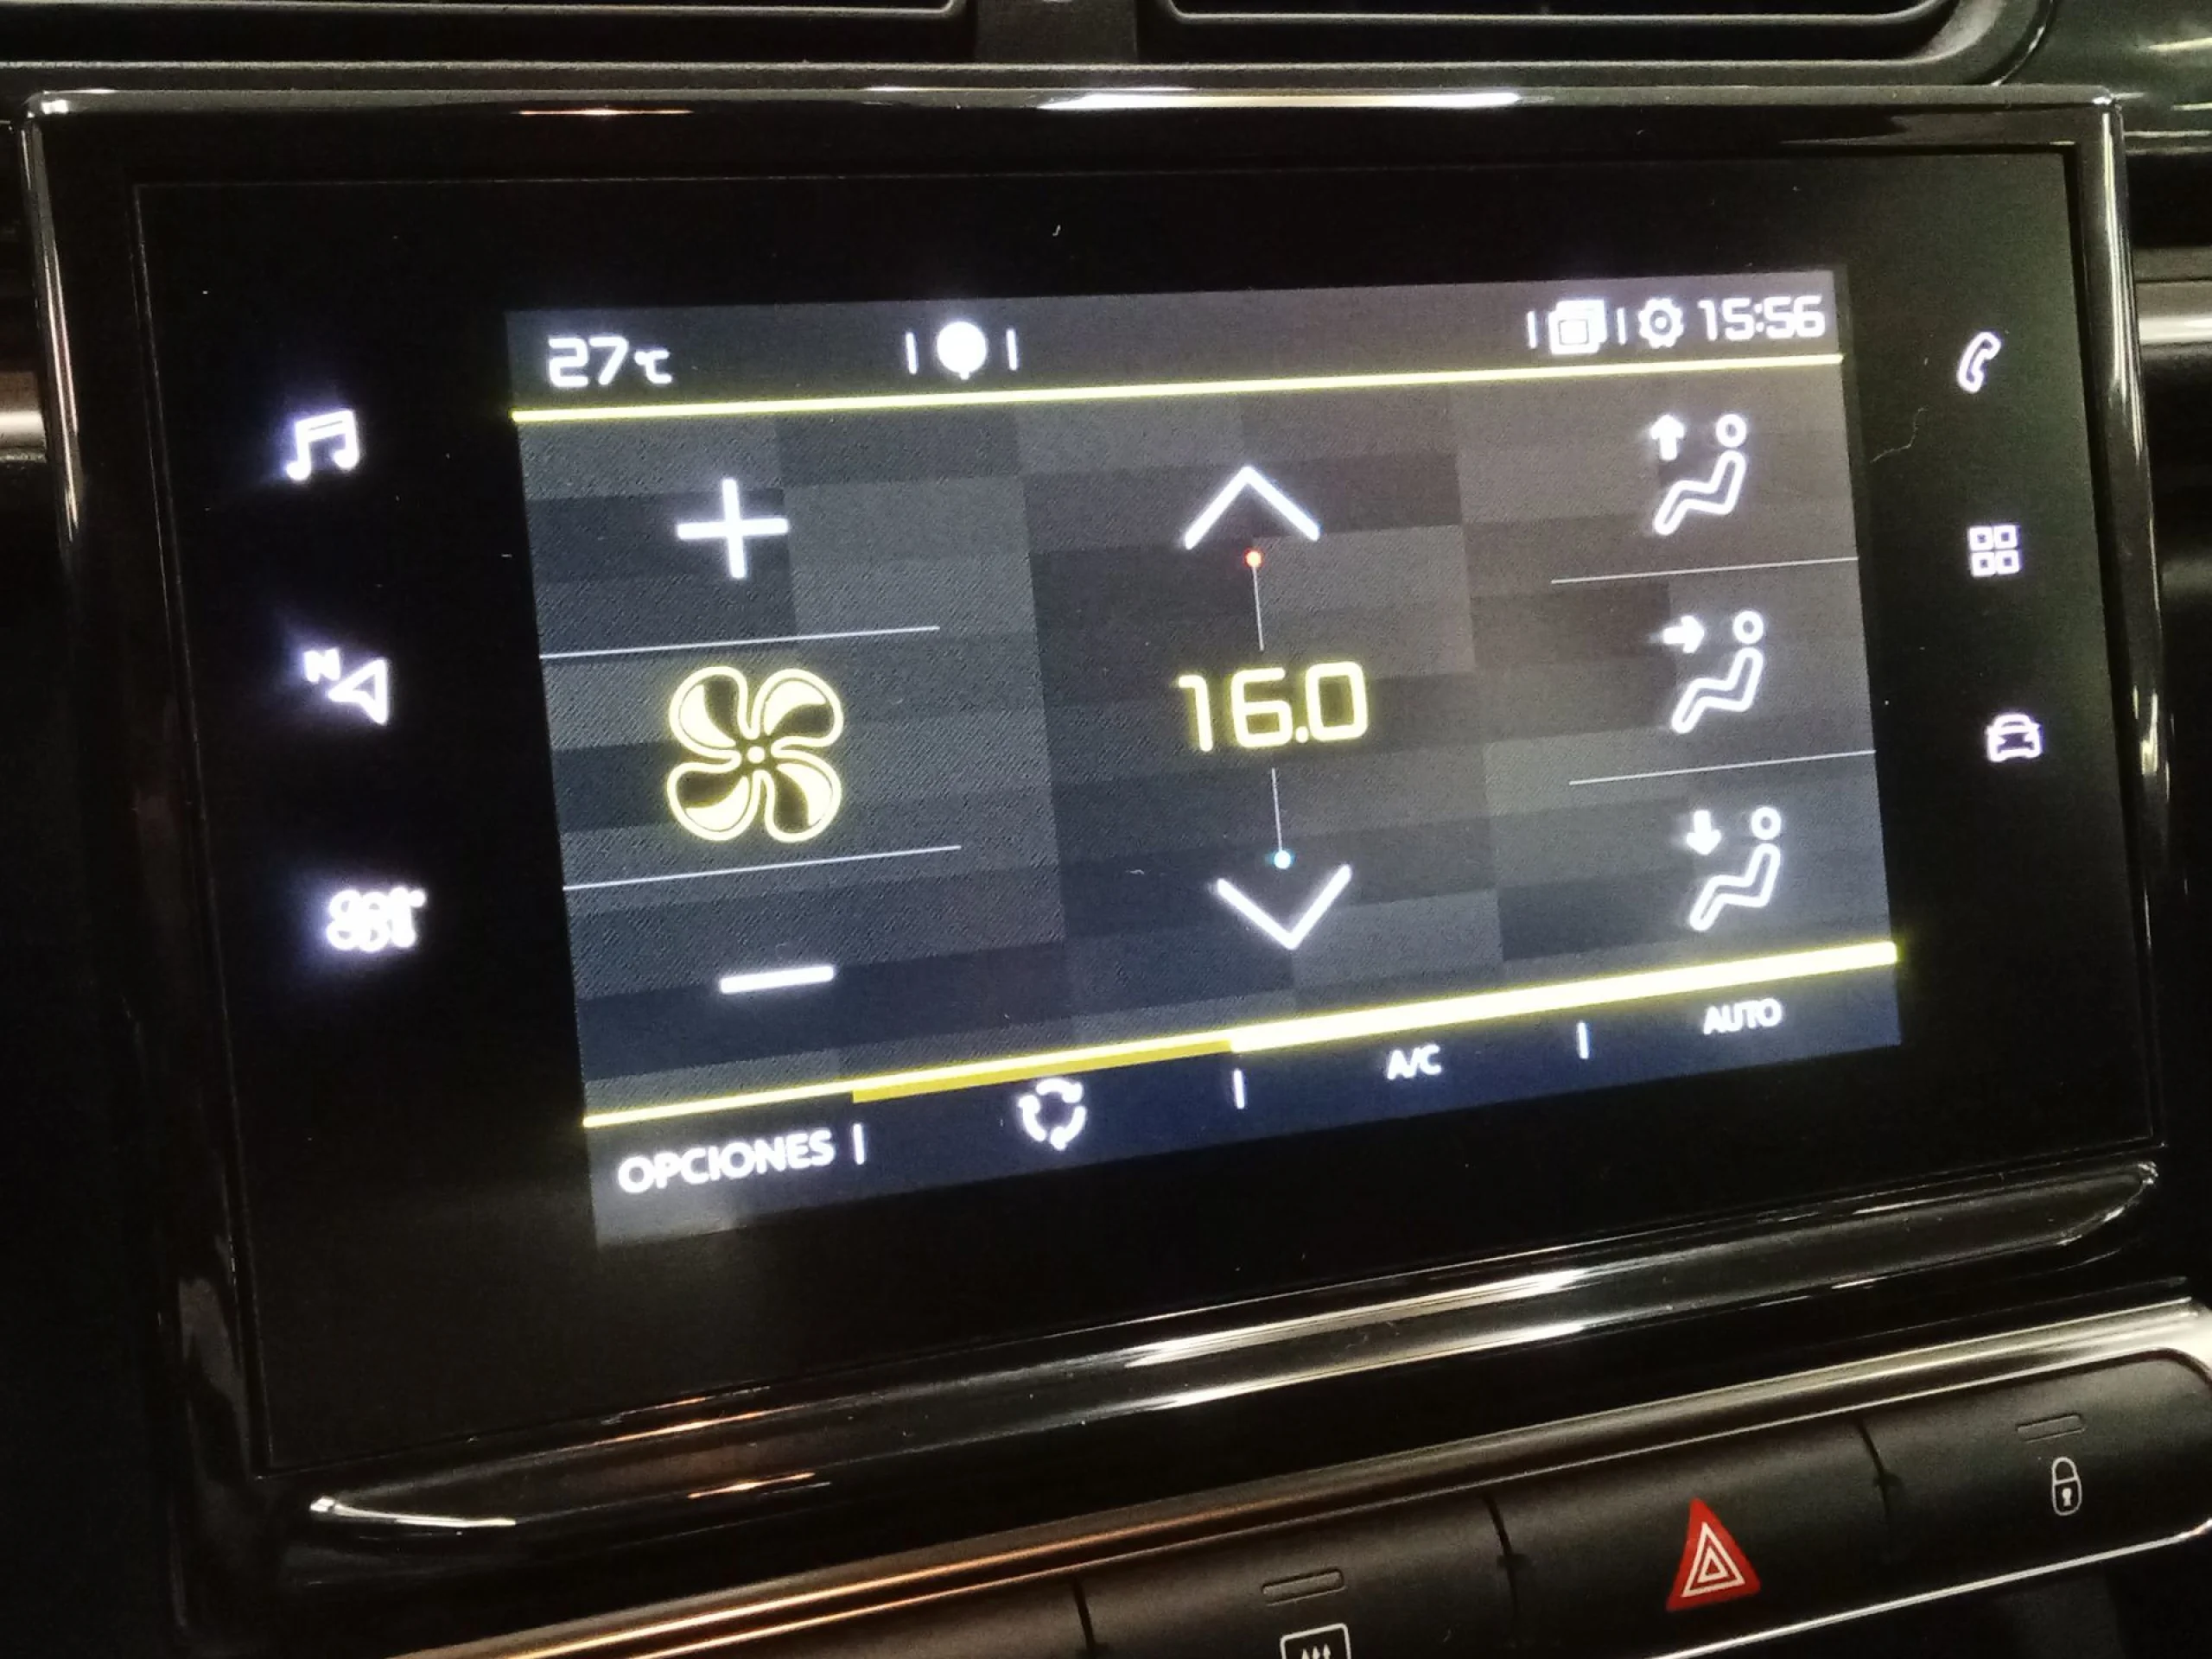 27℃
15:56
N
16.0
OPCIONES
A/C
AUTO